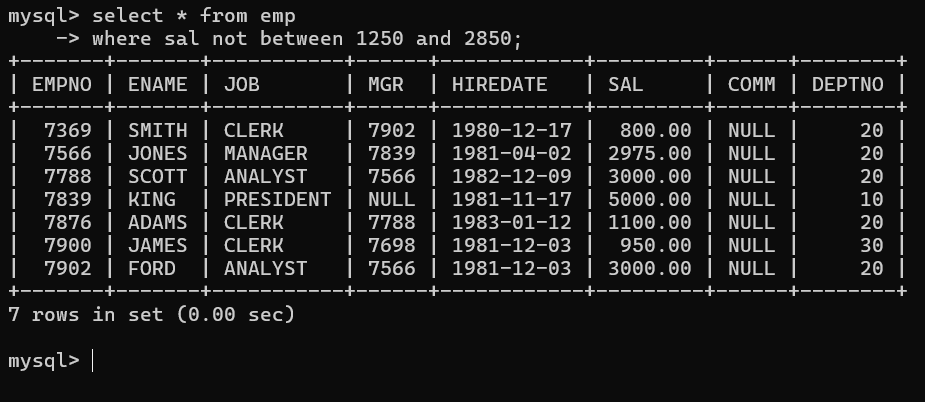 mysql> select * from emp
    -> where sal not between 1250 and 2850;
+-------+-------+-----------+------+------------+---------+------+--------+
| EMPNO | ENAME | JOB       | MGR  | HIREDATE   | SAL     | COMM | DEPTNO |
+-------+-------+-----------+------+------------+---------+------+--------+
|  7369 | SMITH | CLERK     | 7902 | 1980-12-17 |  800.00 | NULL |     20 |
|  7566 | JONES | MANAGER   | 7839 | 1981-04-02 | 2975.00 | NULL |     20 |
|  7788 | SCOTT | ANALYST   | 7566 | 1982-12-09 | 3000.00 | NULL |     20 |
|  7839 | KING  | PRESIDENT | NULL | 1981-11-17 | 5000.00 | NULL |     10 |
|  7876 | ADAMS | CLERK     | 7788 | 1983-01-12 | 1100.00 | NULL |     20 |
|  7900 | JAMES | CLERK     | 7698 | 1981-12-03 |  950.00 | NULL |     30 |
|  7902 | FORD  | ANALYST   | 7566 | 1981-12-03 | 3000.00 | NULL |     20 |
+-------+-------+-----------+------+------------+---------+------+--------+
7 rows in set (0.00 sec)

mysql>